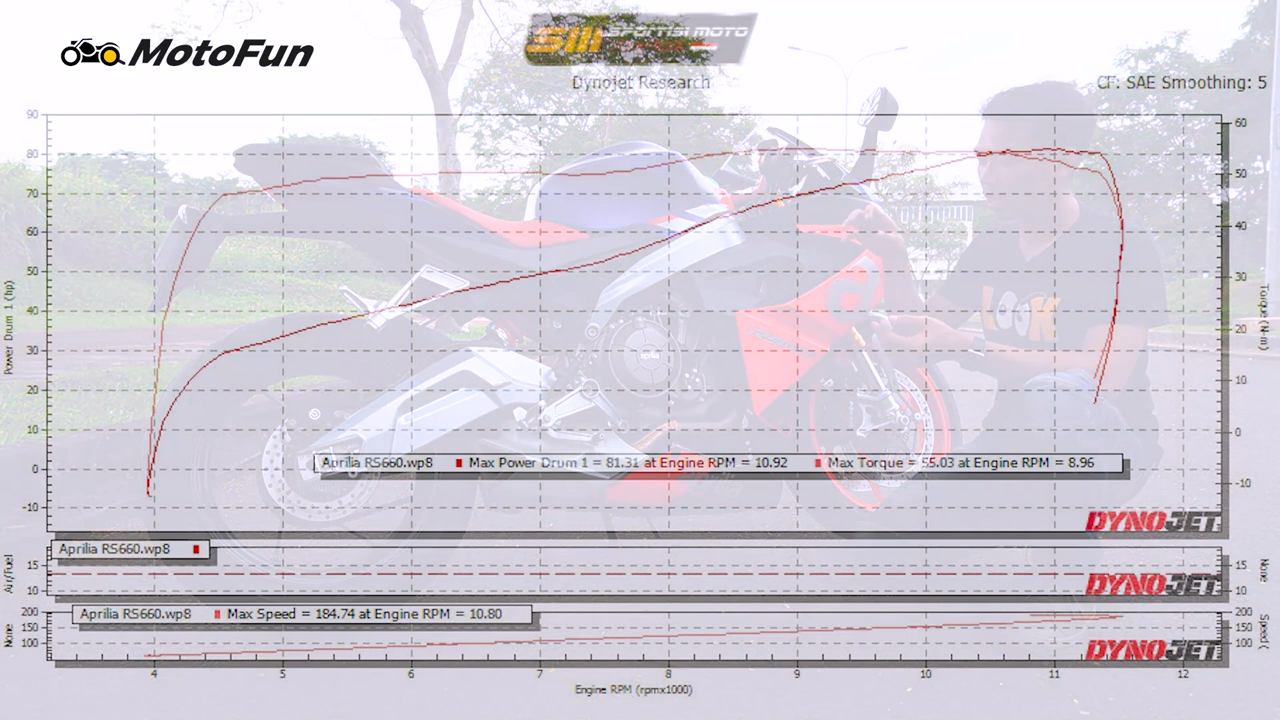 MotoFun
SM SPORTISI MOTO
Dynojet Research
CF: SAE Smoothing: 5
90
80
70
60
50
40
30
20
10
0
-10
Power Drum 1 (hp)
60
50
40
30
20
10
0
-10
Torque (N-m)
LOOK
aprilia
Aprilia RS660.wp8 Max Power Drum 1 = 81.31 at Engine RPM = 10.92 Max Torque = 55.03 at Engine RPM = 8.96
DYNOJET
Aprilia RS660.wp8
Air/Fuel
15
10
15
10
None
DYNOJET
Aprilia RS660.wp8 Max Speed = 184.74 at Engine RPM = 10.80
None
200
150
100
200
150
100
Speed (
DYNOJET
4 5 6 7 8 9 10 11 12
Engine RPM (rpmx1000)